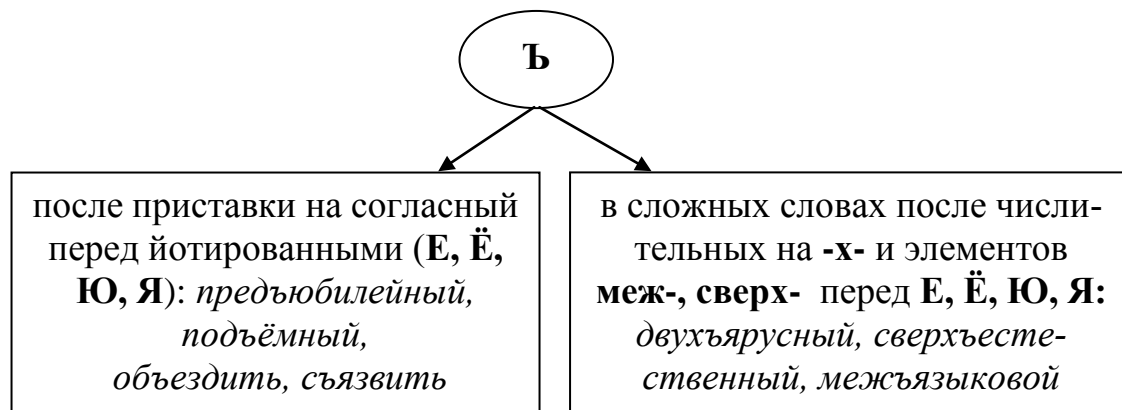 Ъ
после приставки на согласный
перед йотированными (Е, Ё,
Ю, Я): предъюбилейный,
подъёмный,
объездить, съязвить
в сложных словах после числи-
тельных на -х- и элементов
меж-, сверх- перед Е, Ё, Ю, Я:
двухъярусный, сверхъесте-
ственный, межъязыковой